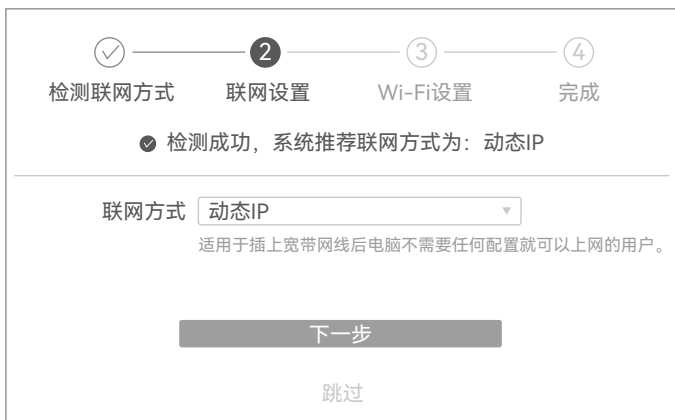 2 3 4
检测联网方式 联网设置 Wi-Fi设置 完成
检测成功，系统推荐联网方式为：动态IP
联网方式 动态IP
适用于插上宽带网线后电脑不需要任何配置就可以上网的用户。
下一步
跳过